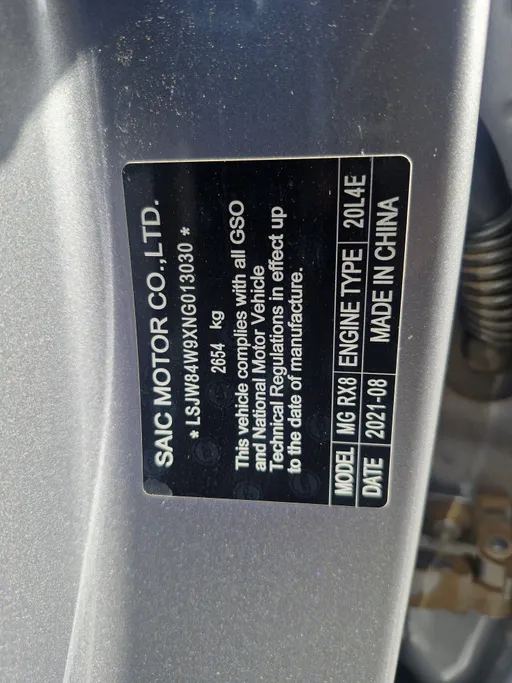 SAIC MOTOR CO.,LTD.
* LSJW84W9XNG013030 *
2654 kg
This vehicle complies with all GSO
and National Motor Vehicle
Technical Regulations in effect up
to the date of manufacture.
MODEL MG RX8 ENGINE TYPE 20L4E
DATE 2021-08 MADE IN CHINA